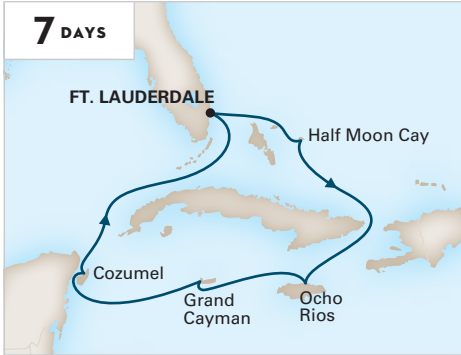 7 DAYS
FT. LAUDERDALE
Half Moon Cay
Cozumel
Grand
Cayman
Ocho
Rios